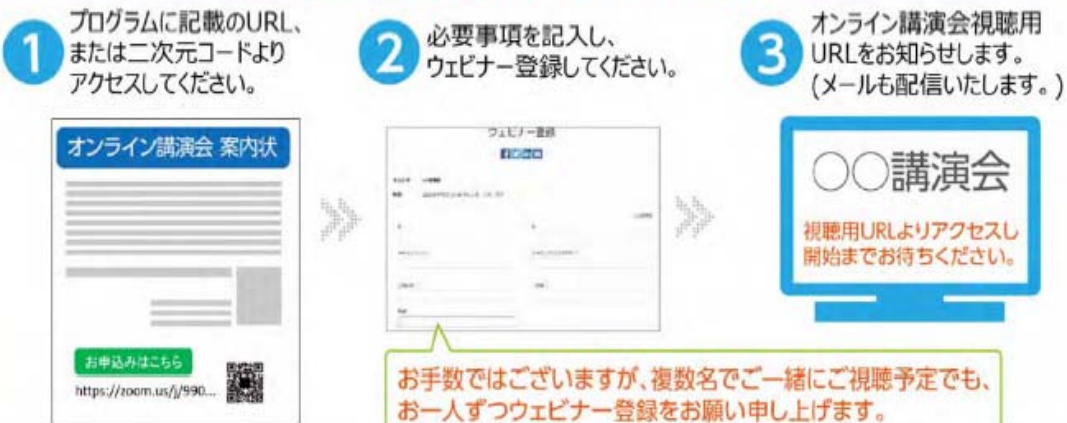 1
プログラムに記載のURL、
または二次元コードより
アクセスしてください。
オンライン講演会 案内状
お申込みはこちら
https://zoom.us/j/990...
2
必要事項を記入し、
ウェビナー登録してください。
ウェビナー登録
お手数ではございますが、複数名でご一緒にご視聴予定でも、
お一人ずつウェビナー登録をお願い申し上げます。
3
オンライン講演会視聴用
URLをお知らせします。
(メールも配信いたします。)
○○講演会
視聴用URLよりアクセスし
開始までお待ちください。